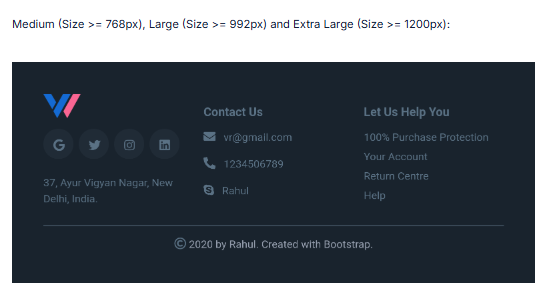 Medium (Size >= 768px), Large (Size >= 992px) and Extra Large (Size >= 1200px):
37, Ayur Vigyan Nagar, New
Delhi, India.
Contact Us
vr@gmail.com
1234506789
Rahul
Let Us Help You
100% Purchase Protection
Your Account
Return Centre
Help
© 2020 by Rahul. Created with Bootstrap.